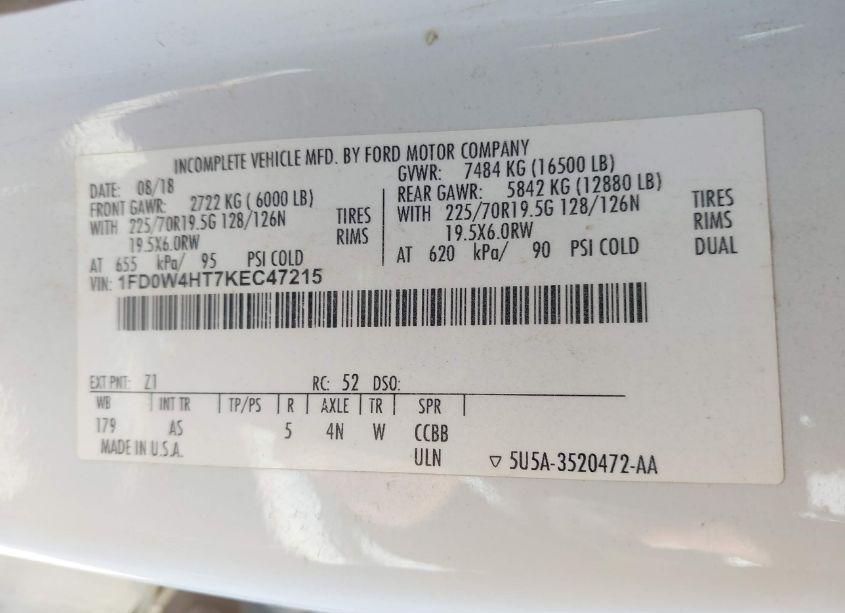 INCOMPLETE VEHICLE MFD. BY FORD MOTOR COMPANY
DATE: 08/18
FRONT GAWR: 2722 KG ( 6000 LB)
WITH 225/70R19.5G 128/126N TIRES
19.5X6.0RW RIMS
AT 655 kPa/ 95 PSI COLD
GVWR: 7484 KG (16500 LB)
REAR GAWR: 5842 KG (12880 LB)
WITH 225/70R19.5G 128/126N TIRES
19.5X6.0RW RIMS
AT 620 kPa/ 90 PSI COLD DUAL
VIN: 1FD0W4HT7KEC47215
EXT PNT: Z1 RC: 52 DSO:
WB INT TR TP/PS R AXLE TR SPR
179 AS 5 4N W CCBB
MADE IN U.S.A. ULN ▽ 5U5A-3520472-AA